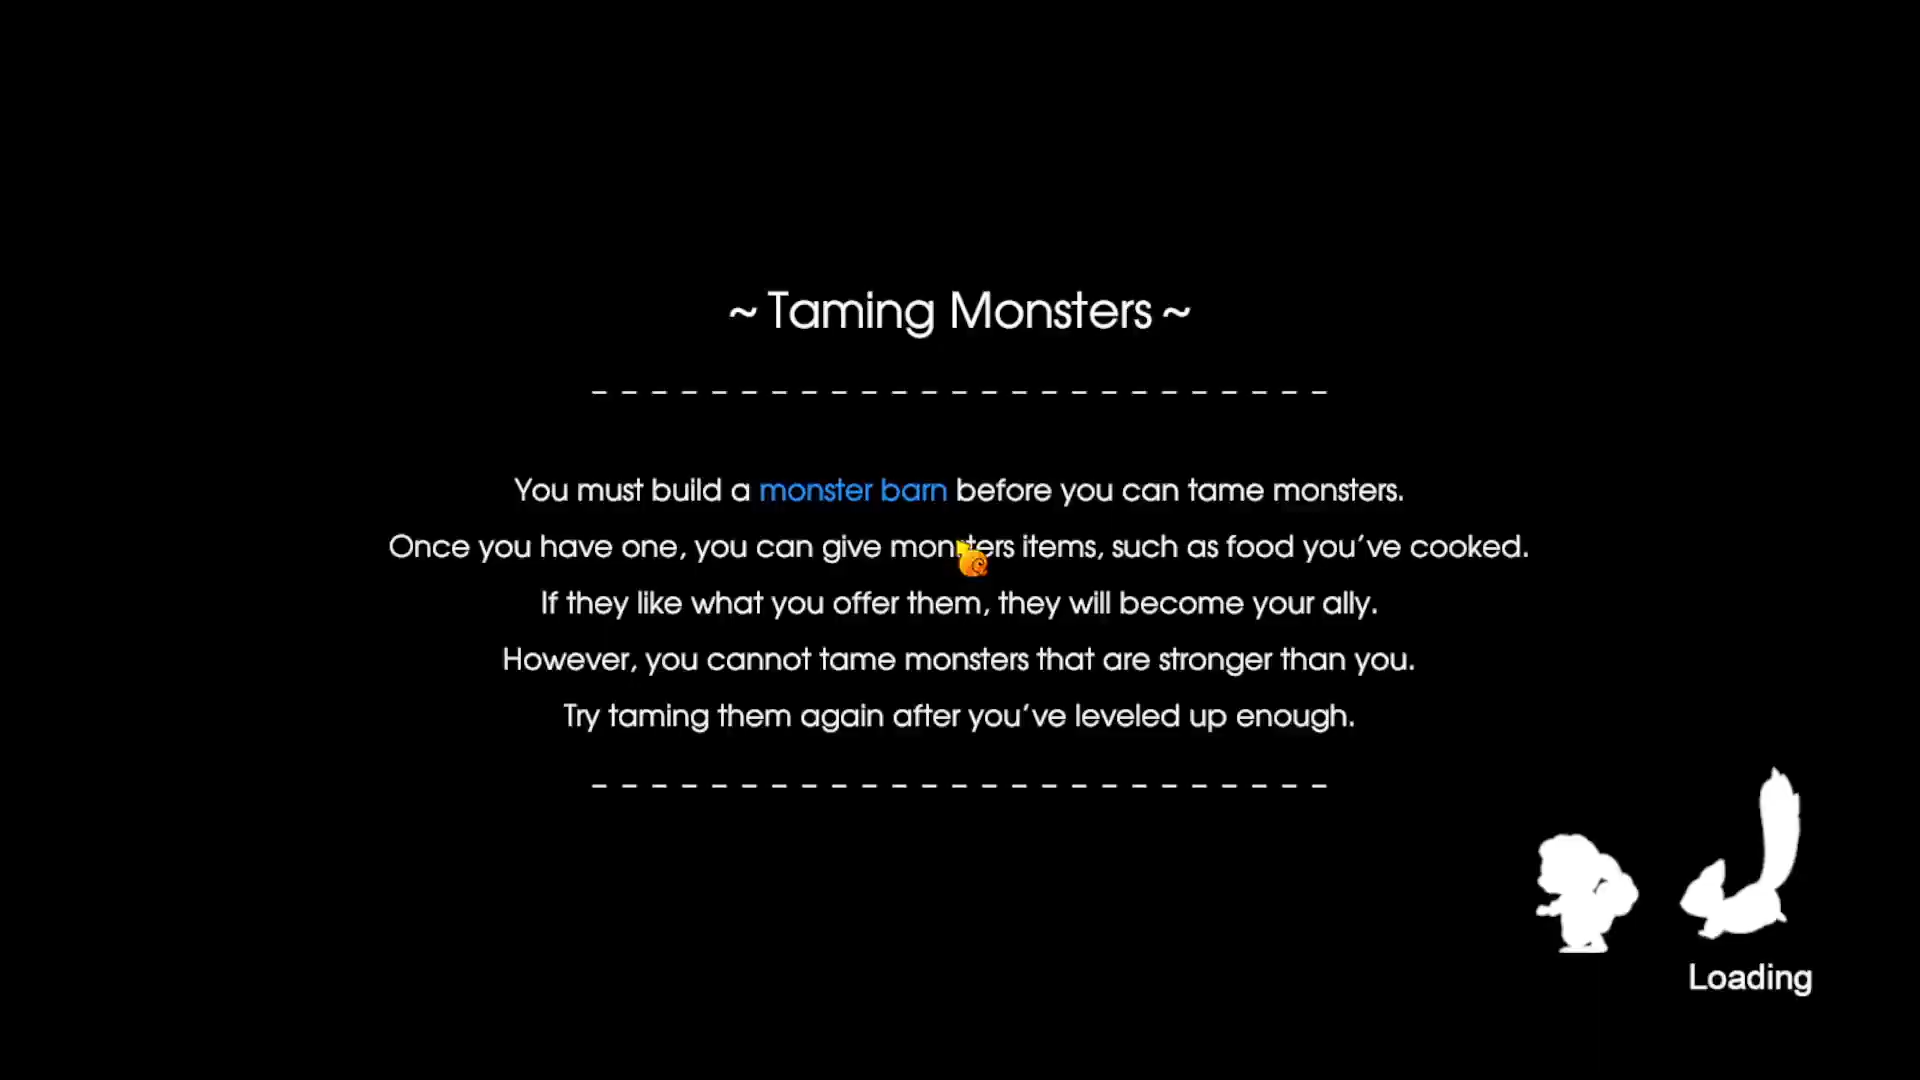 ~Taming Monsters~
You must build a monster barn before you can tame monsters.
Once you have one, you can give monsters items, such as food you've cooked.
If they like what you offer them, they will become your ally.
However, you cannot tame monsters that are stronger than you.
Try taming them again after you've leveled up enough.
Loading